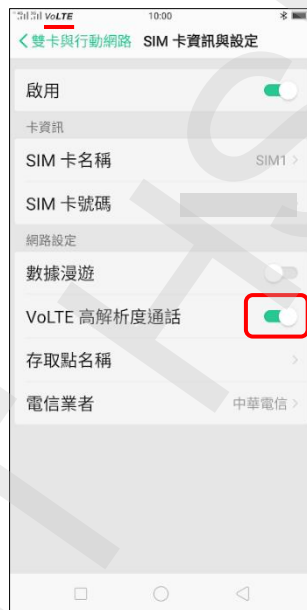 VoLTE 10:00
雙卡與行動網路 SIM 卡資訊與設定
啟用
卡資訊
SIM 卡名稱 SIM1
SIM 卡號碼
網路設定
數據漫遊
VoLTE 高解析度通話
存取點名稱
電信業者 中華電信